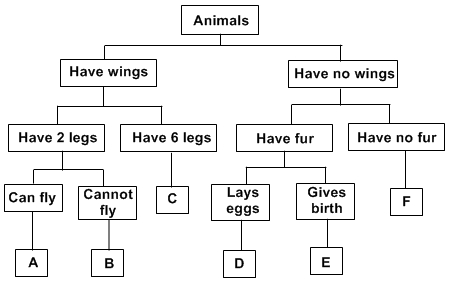 Animals
Have wings
Have no wings
Have 2 legs
Have 6 legs
Have fur
Have no fur
Can fly
Cannot
fly
C
Lays
eggs
Gives
birth
F
A
B
D
E